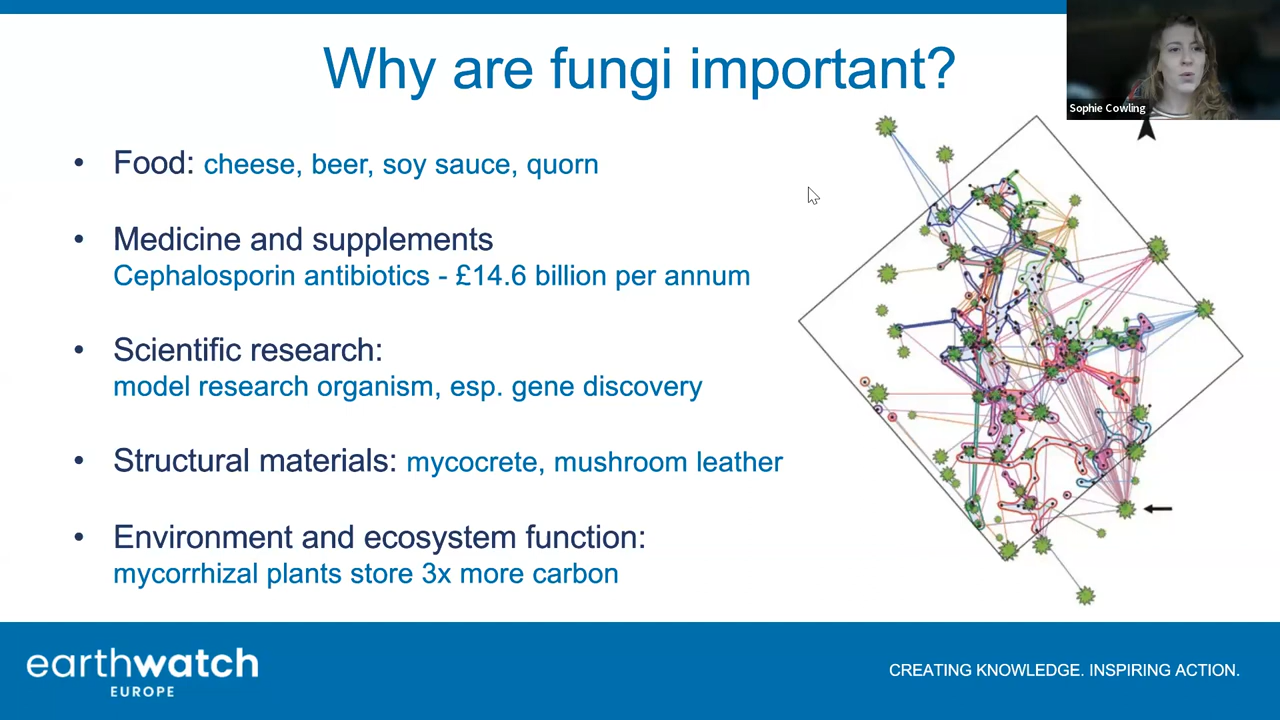 Why are fungi important?
Sophie Cowling
• Food: cheese, beer, soy sauce, quorn
• Medicine and supplements
Cephalosporin antibiotics - £14.6 billion per annum
• Scientific research:
model research organism, esp. gene discovery
• Structural materials: mycocrete, mushroom leather
• Environment and ecosystem function:
mycorrhizal plants store 3x more carbon
earthwatch
EUROPE
CREATING KNOWLEDGE. INSPIRING ACTION.